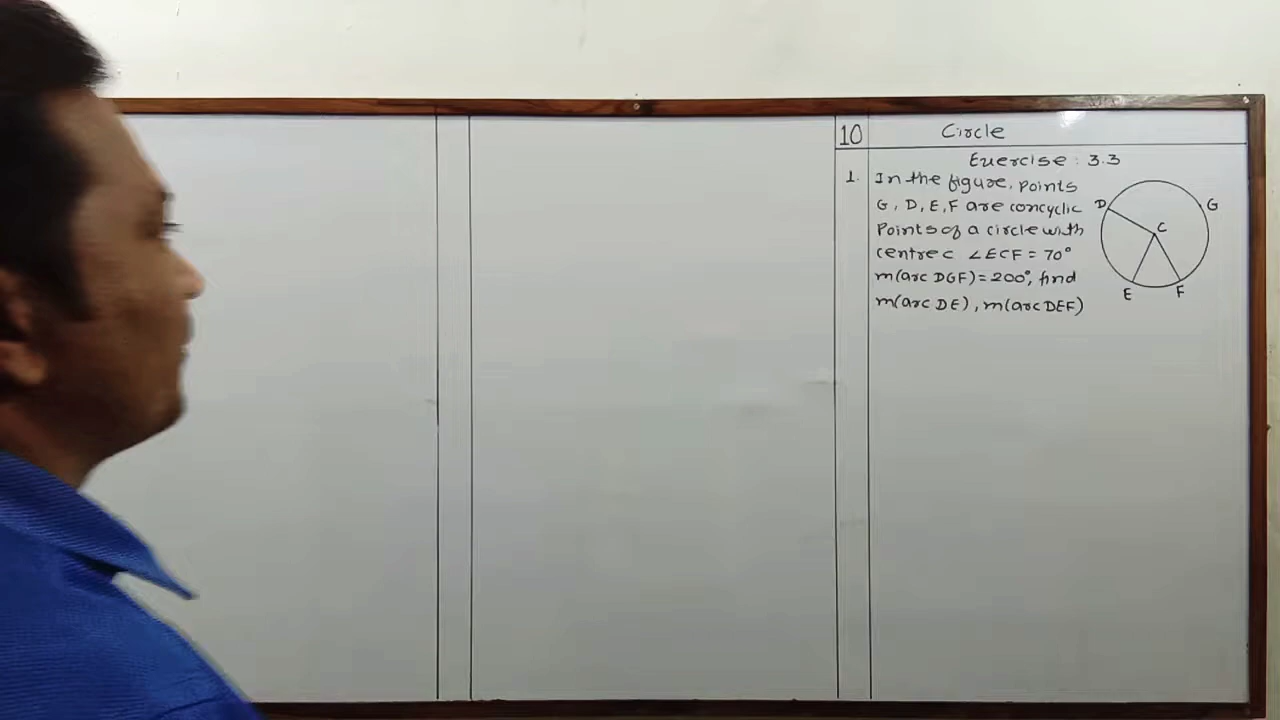 10 Circle
Exercise : 3.3
1. In the figure, points
G, D, E, F are concyclic
Points of a circle with
centre C ∠ECF = 70°
m(arc DGF) = 200°, find
m(arc DE), m(arc DEF)
D
G
C
E
F